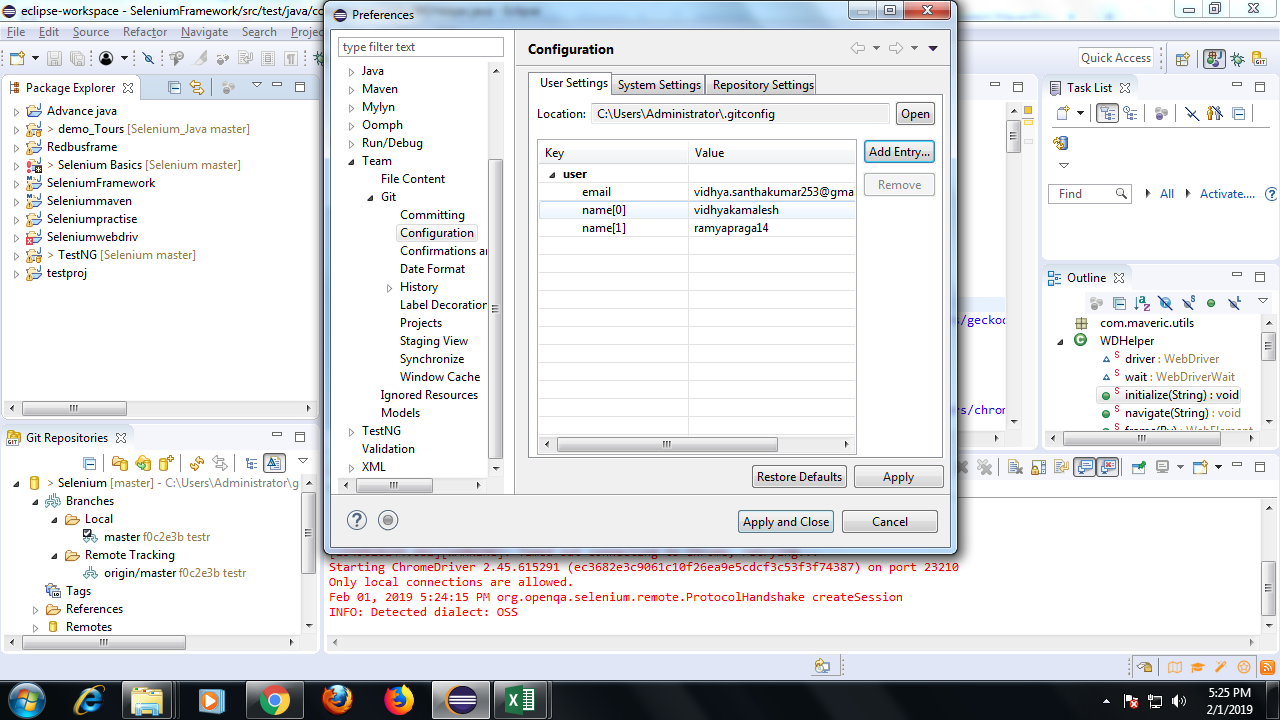 eclipse-workspace - SeleniumFramework/src/test/java/co
File Edit Source Refactor Navigate Search Projec
Quick Access
Package Explorer
Advance java
> demo_Tours [Selenium_Java master]
Redbusframe
> Selenium Basics [Selenium master]
SeleniumFramework
Seleniummaven
Seleniumpractise
Seleniumwebdriv
> TestNG [Selenium master]
testproj
Git Repositories
> Selenium [master] - C:\Users\Administrator\g
Branches
Local
master f0c2e3b testr
Remote Tracking
origin/master f0c2e3b testr
Tags
References
Remotes
Preferences
type filter text
Java
Maven
Mylyn
Oomph
Run/Debug
Team
File Content
Git
Committing
Configuration
Confirmations a
Date Format
History
Label Decoration
Projects
Staging View
Synchronize
Window Cache
Ignored Resources
Models
TestNG
Validation
XML
Configuration
User Settings System Settings Repository Settings
Location: C:\Users\Administrator\.gitconfig Open
Key Value
Add Entry...
Remove
user
email vidhya.santhakumar253@gma
name[0] vidhyakamalesh
name[1] ramyapraga14
Restore Defaults Apply
Apply and Close Cancel
Task List
Find All Activate...
Outline
com.maveric.utils
WDHelper
driver : WebDriver
wait : WebDriverWait
initialize(String) : void
navigate(String) : void
s/geckoc
s/chron
Starting ChromeDriver 2.45.615291 (ec3682e3c9061c10f26ea9e5cdcf3c53f3f74387) on port 23210
Only local connections are allowed.
Feb 01, 2019 5:24:15 PM org.openqa.selenium.remote.ProtocolHandshake createSession
INFO: Detected dialect: OSS
5:25 PM
2/1/2019